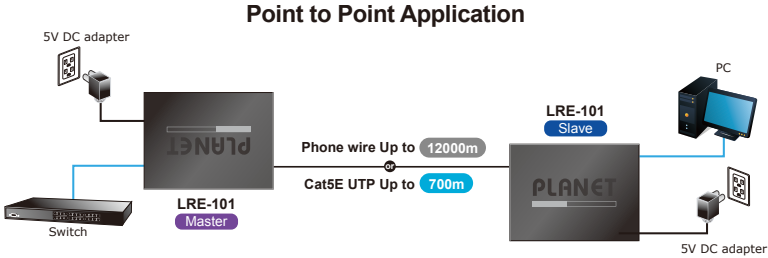 Point to Point Application
5V DC adapter
PLANET
LRE-101
Master
Switch
Phone wire Up to 12000m
or
Cat5E UTP Up to 700m
LRE-101
Slave
PLANET
PC
5V DC adapter